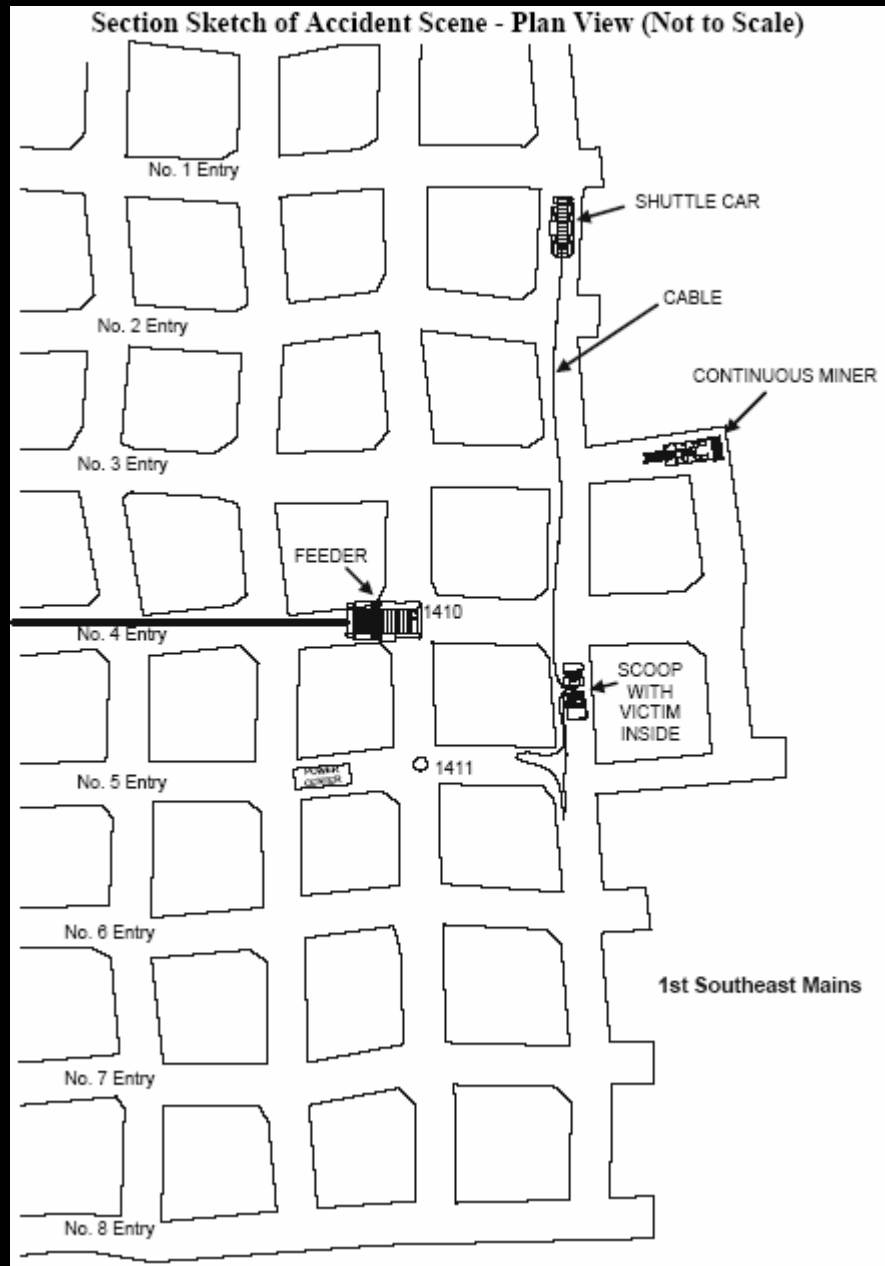 Section Sketch of Accident Scene - Plan View (Not to Scale)
No. 1 Entry
SHUTTLE CAR
CABLE
No. 2 Entry
CONTINUOUS MINER
No. 3 Entry
FEEDER
1410
No. 4 Entry
SCOOP
WITH
VICTIM
INSIDE
1411
POWER
CENTER
No. 5 Entry
No. 6 Entry
1st Southeast Mains
No. 7 Entry
No. 8 Entry